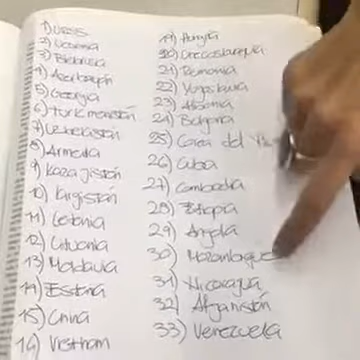 1) URSS
2) Ucrania
3) Bielorusia
4) Azerbaiyán
5) Georgia
6) Turkmenistán
7) Uzbekistán
8) Armenia
9) Kazajistán
10) Kirgistán
11) Letonia
12) Lituania
13) Moldavia
14) Estonia
15) China
16) Vietnam
19) Hungría
20) Checoslovaquia
21) Rumania
22) Yugoslavia
23) Albania
24) Bulgaria
25) Corea del
26) Cuba
27) Cambodia
28) Etiopia
29) Angola
30) Mozambique
31) Nicaragua
32) Afganistán
33) Venezuela